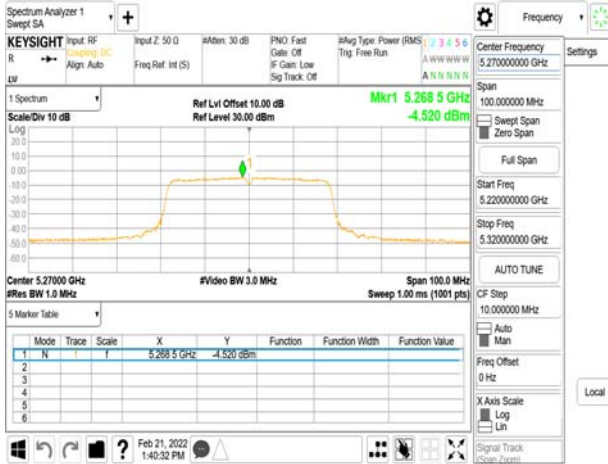 Spectrum Analyzer 1
Swept SA
+
KEYSIGHT
R
Input: RF
Coupling: DC
Align: Auto
Input Z: 50 Ω
Freq Ref: Int (S)
#Atten: 30 dB
PNO: Fast
Gate: Off
IF Gain: Low
Sig Track: Off
#Avg Type: Power (RMS
Trig: Free Run
1 2 3 4 5 6
A W W W W W
A N N N N N
1 Spectrum
Scale/Div 10 dB
Ref Lvl Offset 10.00 dB
Ref Level 30.00 dBm
Mkr1 5.268 5 GHz
-4.520 dBm
Log
20.0
10.0
0.00
-10.0
-20.0
-30.0
-40.0
-50.0
-60.0
1
Center 5.27000 GHz
#Res BW 1.0 MHz
#Video BW 3.0 MHz
Span 100.0 MHz
Sweep 1.00 ms (1001 pts)
5 Marker Table
Mode Trace Scale X Y Function Function Width Function Value
1 N 1 f 5.268 5 GHz -4.520 dBm
2
3
4
5
6
Feb 21, 2022
1:40:32 PM
Frequency
Settings
Center Frequency
5.270000000 GHz
Span
100.000000 MHz
Swept Span
Zero Span
Full Span
Start Freq
5.220000000 GHz
Stop Freq
5.320000000 GHz
AUTO TUNE
CF Step
10.000000 MHz
Auto
Man
Freq Offset
0 Hz
X Axis Scale
Log
Lin
Signal Track
(Span Zoom)
Local